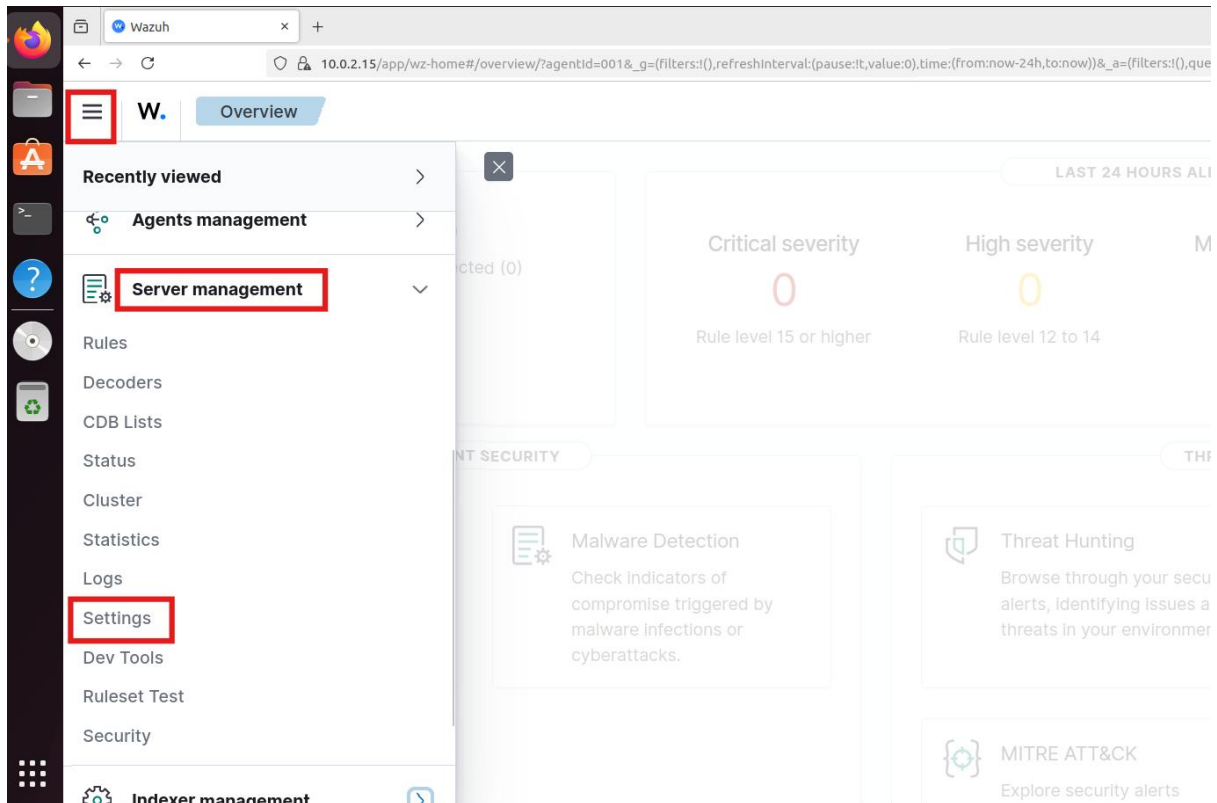 Wazuh
10.0.2.15/app/wz-home#/overview/?agentId=001&_g=(filters:!(),refreshInterval:(pause:!t,value:0),time:(from:now-24h,to:now))&_a=(filters:!(),que
W. Overview
Recently viewed
LAST 24 HOURS ALE
Agents management
Critical severity
High severity
M
cted (0)
Server management
0
0
Rule level 15 or higher
Rule level 12 to 14
Rules
Decoders
CDB Lists
Status
NT SECURITY
THR
Cluster
Statistics
Malware Detection
Threat Hunting
Logs
Check indicators of
compromise triggered by
malware infections or
cyberattacks.
Browse through your secu
alerts, identifying issues a
threats in your environmen
Settings
Dev Tools
Ruleset Test
Security
MITRE ATT&CK
Explore security alerts
Indexer management